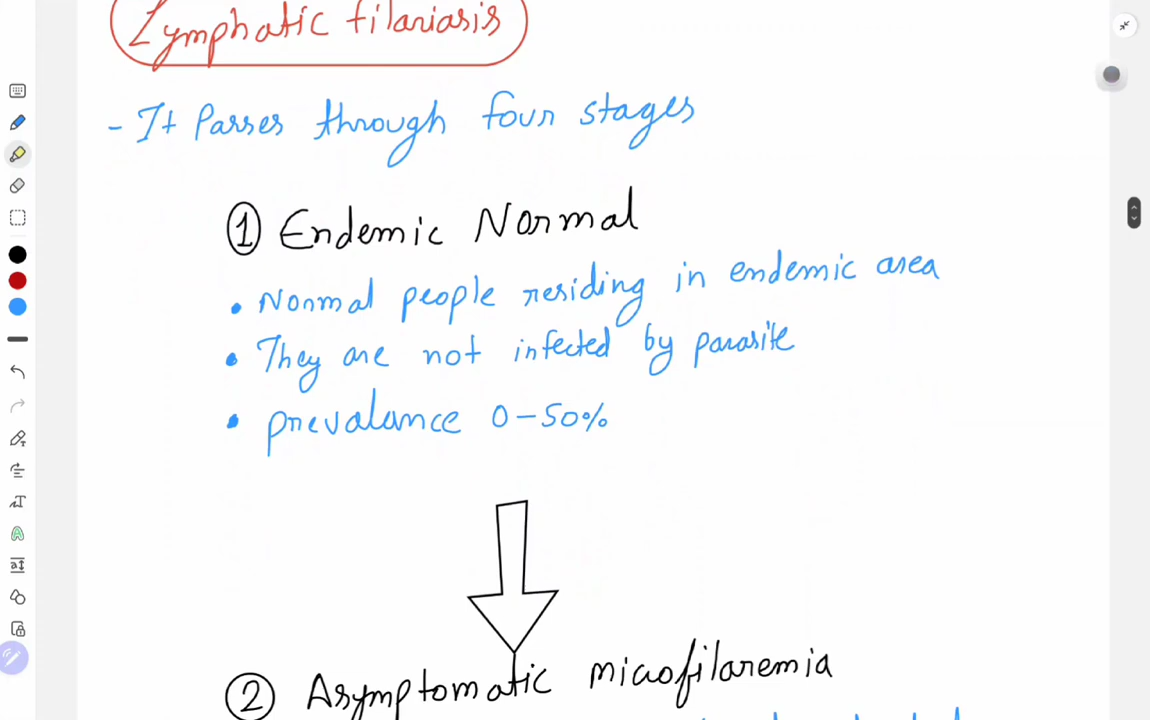 Lymphatic filariasis
- It Passes through four stages
① Endemic Normal
• Normal people residing in endemic area
• They are not infected by parasite
• prevalance 0-50%
② Asymptomatic microfilaremia